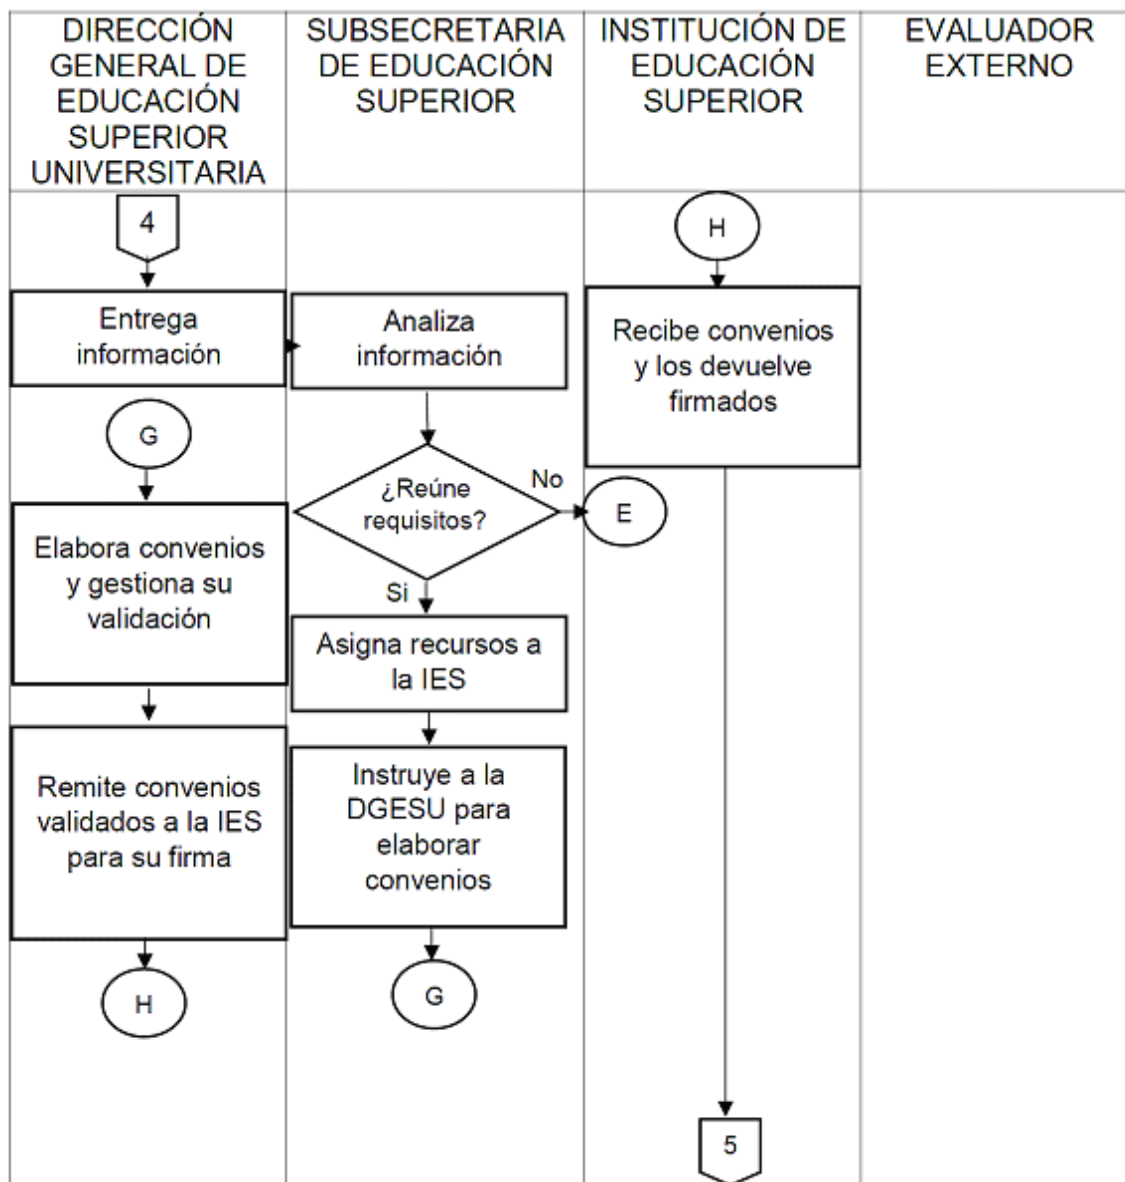 DIRECCIÓN
GENERAL DE
EDUCACIÓN
SUPERIOR
UNIVERSITARIA
SUBSECRETARIA
DE EDUCACIÓN
SUPERIOR
INSTITUCIÓN DE
EDUCACIÓN
SUPERIOR
EVALUADOR
EXTERNO
4
Entrega
información
G
Elabora convenios
y gestiona su
validación
Remite convenios
validados a la IES
para su firma
H
Analiza
información
¿Reúne
requisitos?
No
E
Si
Asigna recursos a
la IES
Instruye a la
DGESU para
elaborar
convenios
G
H
Recibe convenios
y los devuelve
firmados
5